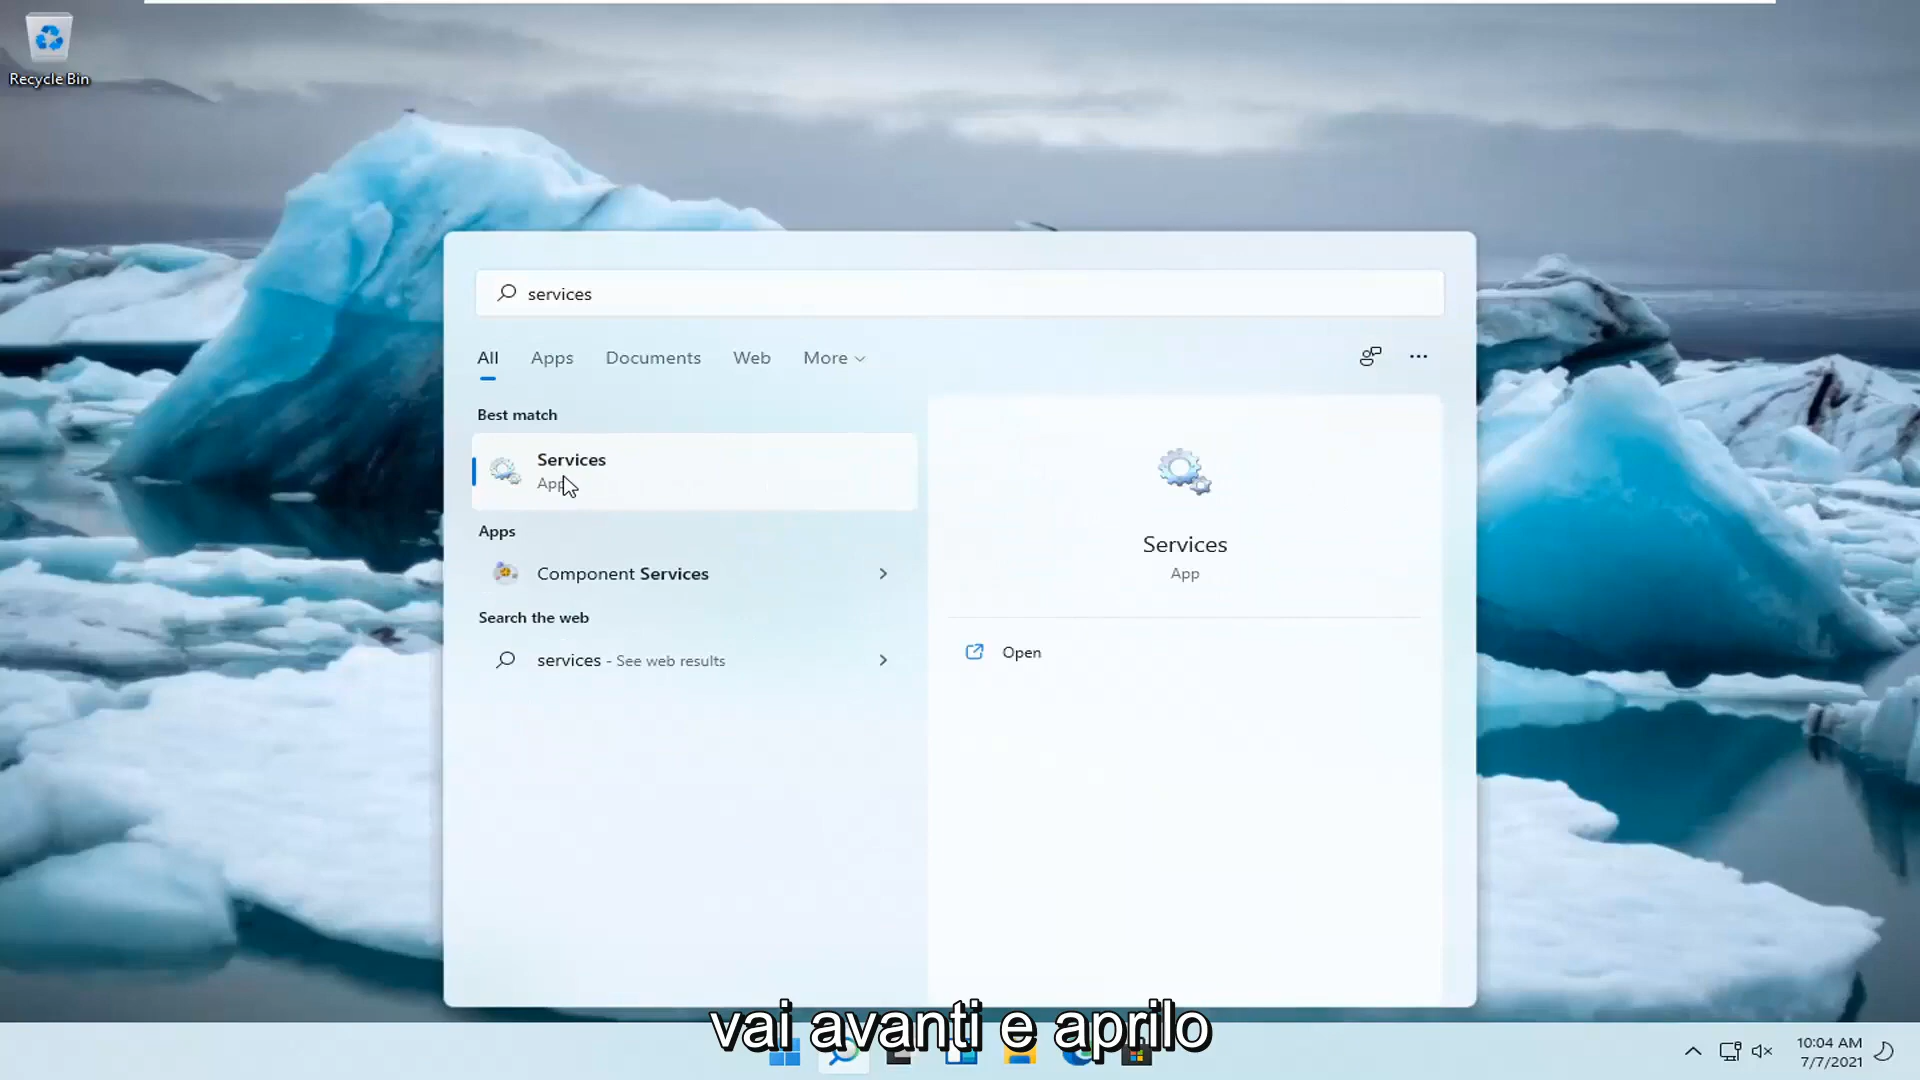 Recycle Bin
services
All Apps Documents Web More
Best match
Services
App
Apps
Component Services
Search the web
services - See web results
Services
App
Open
vai avanti e aprilo
10:04 AM
7/7/2021